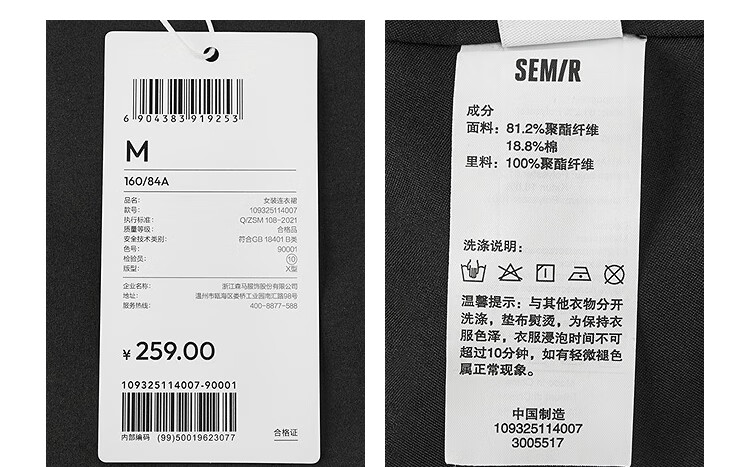 6 904383 919253
M
160/84A
品名: 女装连衣裙
款号: 109325114007
执行标准: Q/ZSM 108-2021
质量等级: 合格品
安全技术类别: 符合GB 18401 B类
色号: 90001
检验员: 10
版型: X型
企业名称: 浙江森马服饰股份有限公司
地址: 温州市瓯海区娄桥工业园南汇路98号
服务热线: 400-8877-588
¥ 259.00
109325114007-90001
内部编码 (99)50019623077
合格证
SEM/R
成分
面料: 81.2%聚酯纤维
18.8%棉
里料: 100%聚酯纤维
洗涤说明:
温馨提示: 与其他衣物分开
洗涤, 垫布熨烫, 为保持衣
服色泽, 衣服浸泡时间不可
超过10分钟, 如有轻微褪色
属正常现象。
中国制造
109325114007
3005517